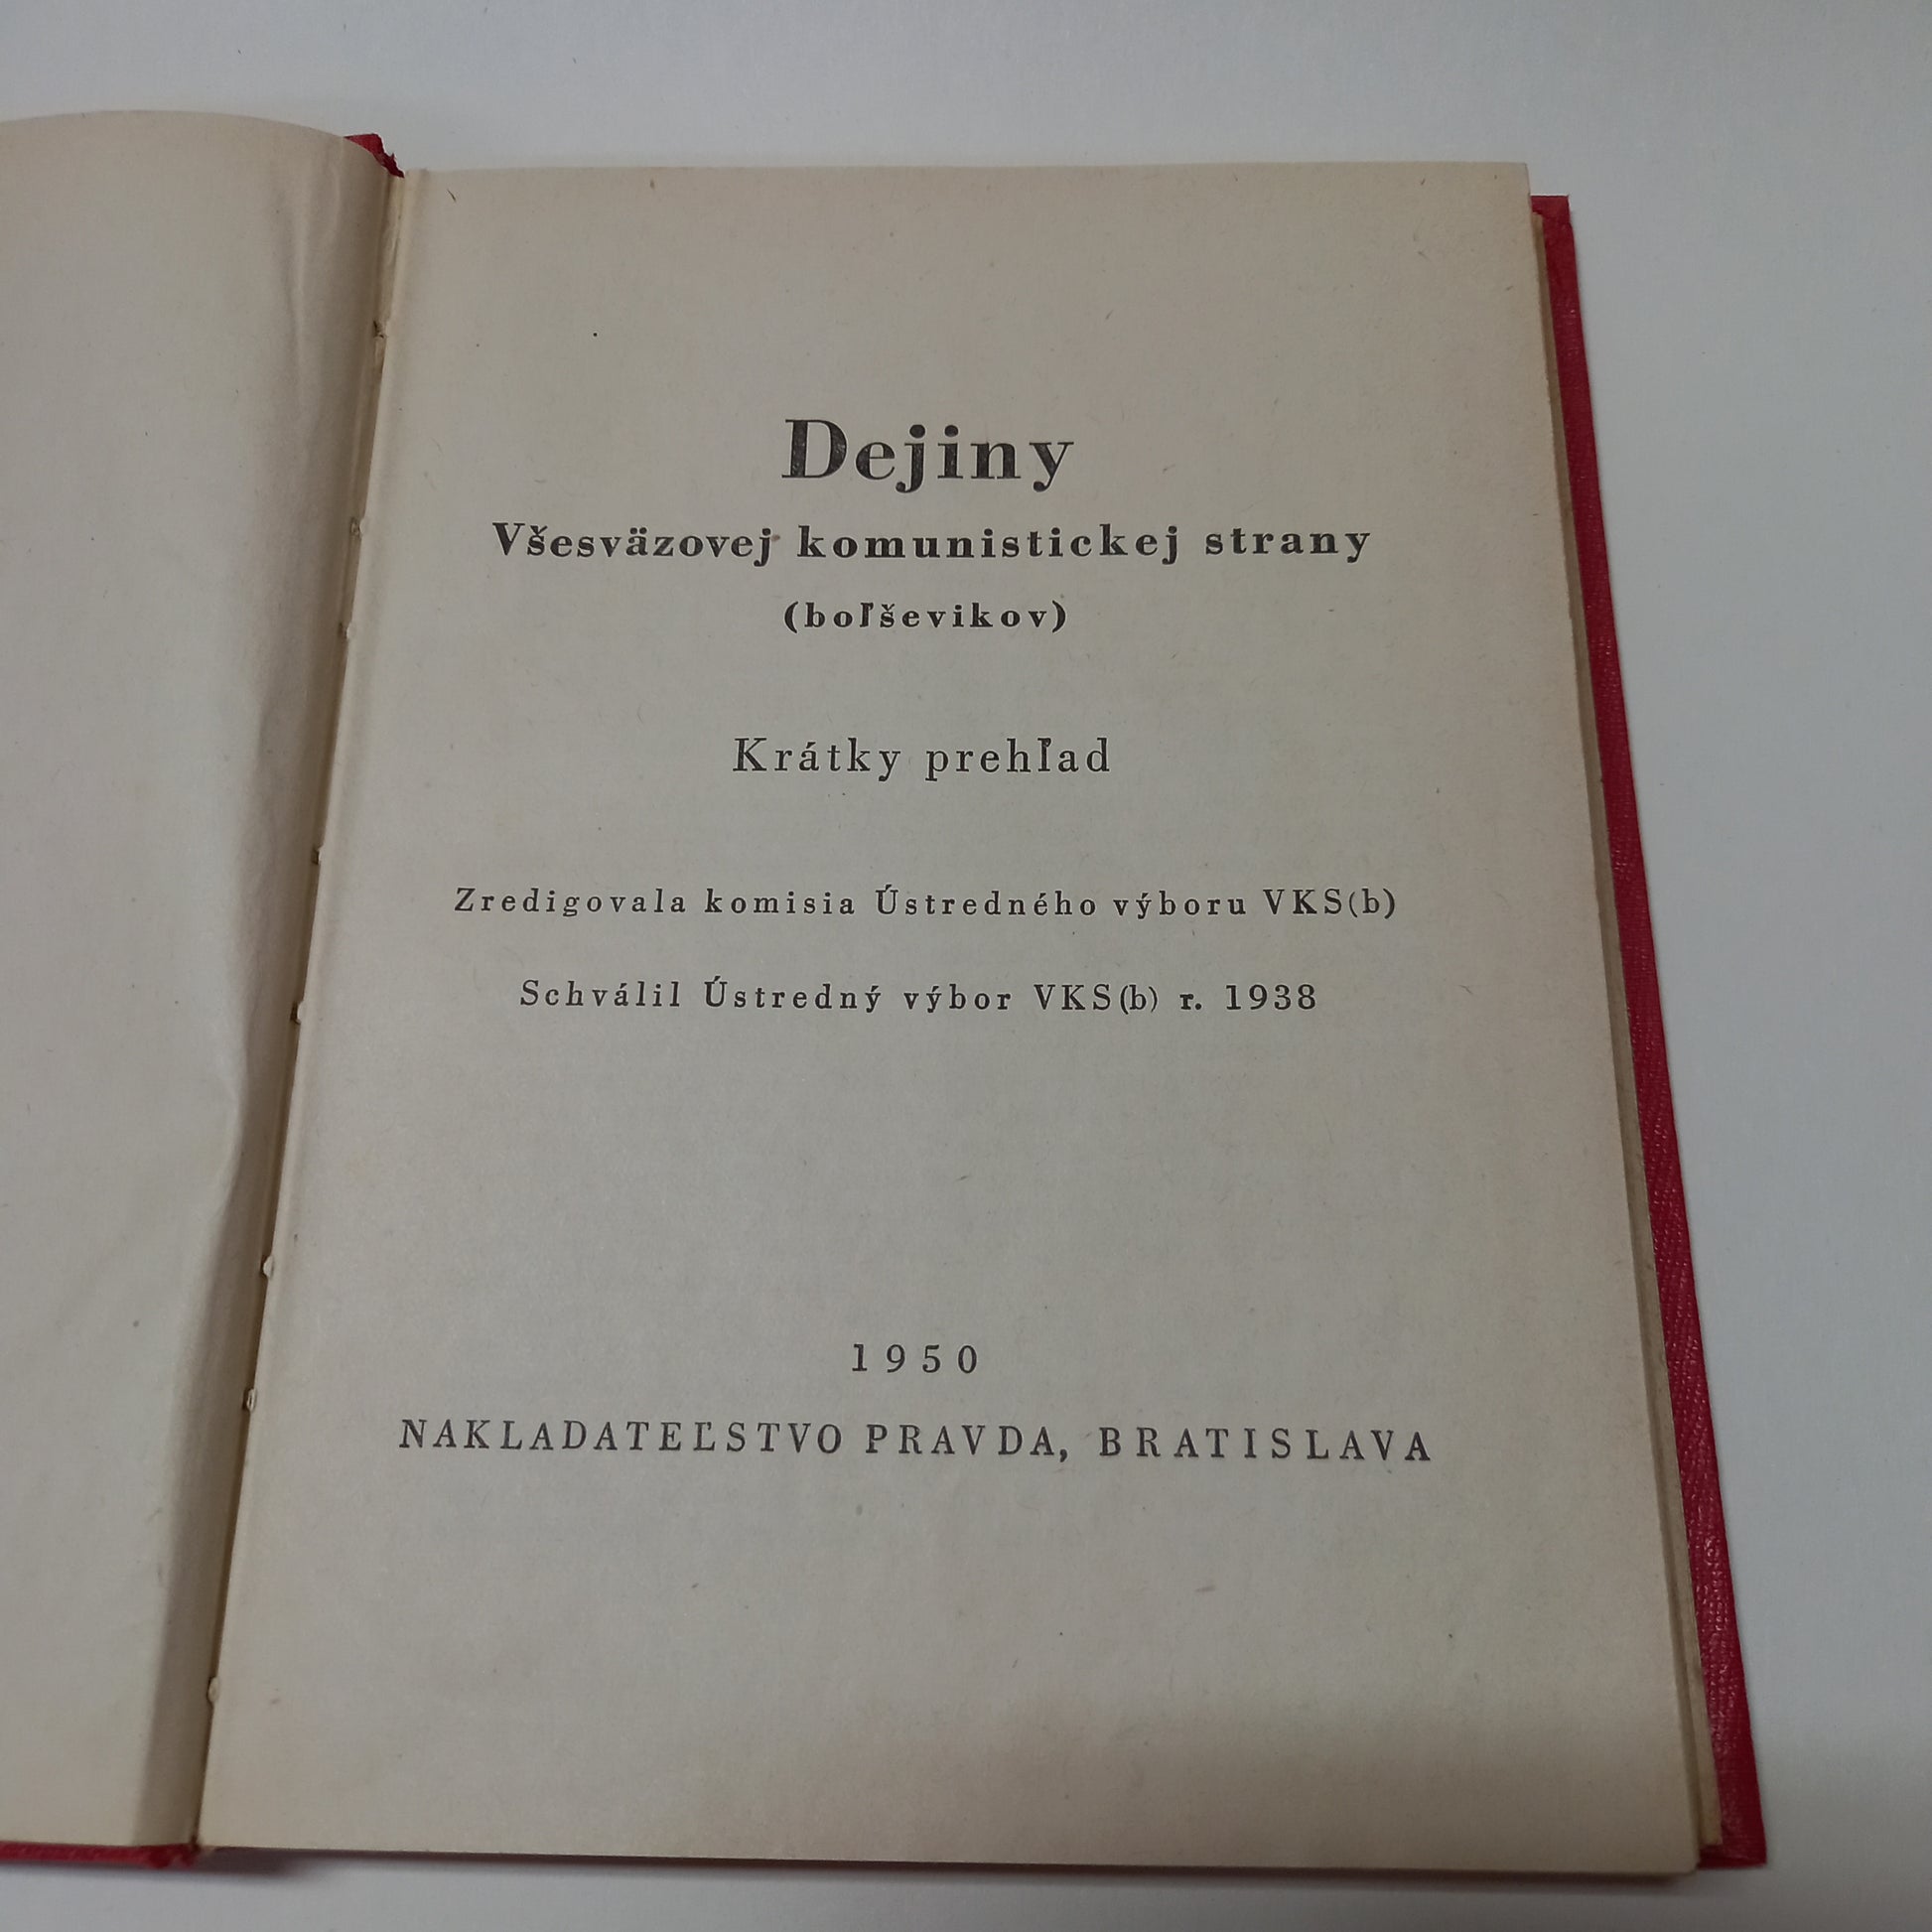 Dejiny
Všesväzovej komunistickej strany
(boľševikov)
Krátky prehľad
Zredigovala komisia Ústredného výboru VKS(b)
Schválil Ústredný výbor VKS(b) r. 1938
1950
NAKLADATEĽSTVO PRAVDA, BRATISLAVA